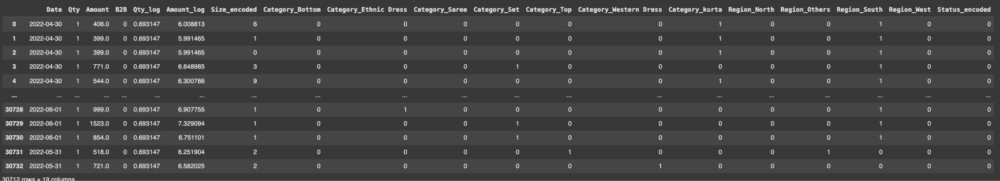 Date Qty Amount B2B Qty_log Amount_log Size_encoded Category_Bottom Category_Ethnic Dress Category_Saree Category_Set Category_Top Category_Western Dress Category_kurta Region_North Region_Others Region_South Region_West Status_encoded
0 2022-04-30 1 406.0 0 0.693147 6.008813 6 0 0 0 0 0 0 1 0 0 1 0 0
1 2022-04-30 1 399.0 0 0.693147 5.991465 1 0 0 0 0 0 0 1 0 0 1 0 0
2 2022-04-30 1 399.0 0 0.693147 5.991465 0 0 0 0 0 0 0 1 0 0 1 0 0
3 2022-04-30 1 771.0 0 0.693147 6.648985 3 0 0 0 1 0 0 0 0 0 1 0 0
4 2022-04-30 1 544.0 0 0.693147 6.300786 9 0 0 0 0 0 0 1 0 0 1 0 0
... ... ... ... ... ... ... ... ... ... ... ... ... ... ... ... ... ... ... ...
30728 2022-06-01 1 999.0 0 0.693147 6.907755 1 0 1 0 0 0 0 0 0 0 1 0 0
30729 2022-06-01 1 1523.0 0 0.693147 7.329094 1 0 0 0 1 0 0 0 0 0 1 0 0
30730 2022-06-01 1 854.0 0 0.693147 6.751101 1 0 0 0 1 0 0 0 0 0 1 0 0
30731 2022-05-31 1 518.0 0 0.693147 6.251904 2 0 0 0 0 1 0 0 0 1 0 0 0
30732 2022-05-31 1 721.0 0 0.693147 6.582025 2 0 0 0 0 0 1 0 0 0 0 0 0
30712 rows × 19 columns